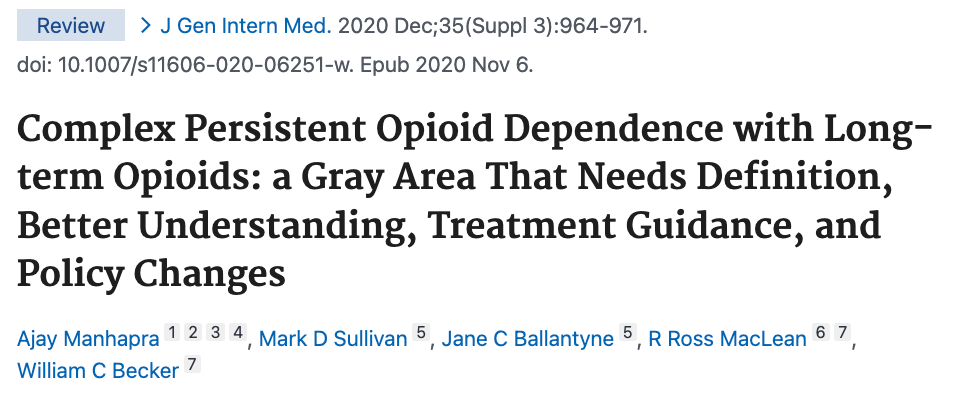 Review > J Gen Intern Med. 2020 Dec;35(Suppl 3):964-971.
doi: 10.1007/s11606-020-06251-w. Epub 2020 Nov 6.
Complex Persistent Opioid Dependence with Long-
term Opioids: a Gray Area That Needs Definition,
Better Understanding, Treatment Guidance, and
Policy Changes
Ajay Manhapra 1 2 3 4, Mark D Sullivan 5, Jane C Ballantyne 5, R Ross MacLean 6 7,
William C Becker 7